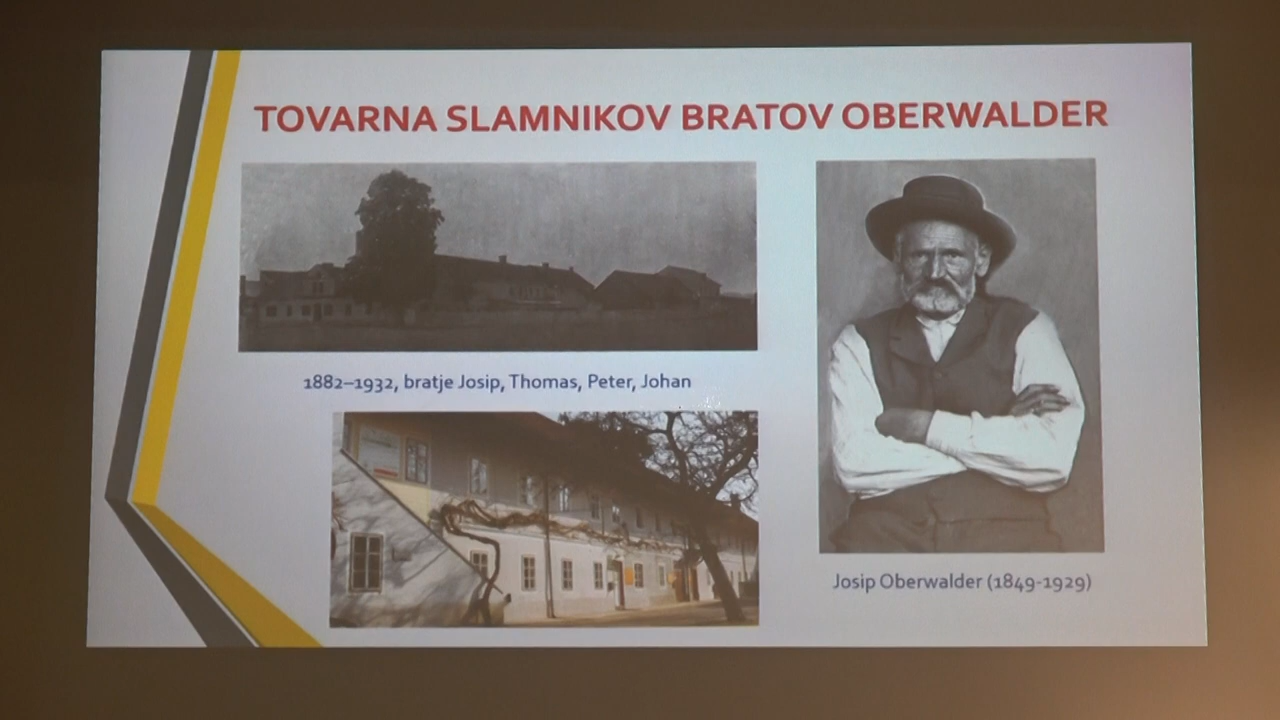 TOVARNA SLAMNIKOV BRATOV OBERWALDER
1882–1932, bratje Josip, Thomas, Peter, Johan
Josip Oberwalder (1849-1929)